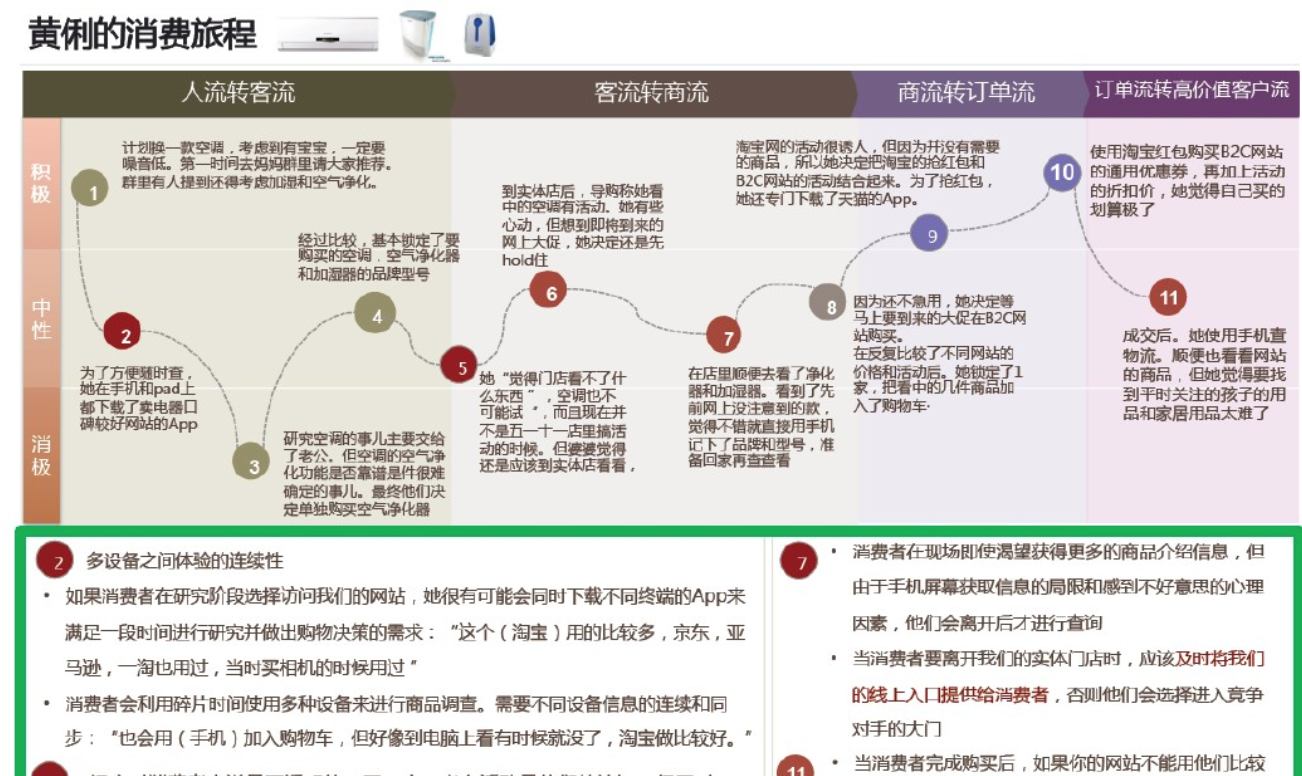 黄俐的消费旅程
人流转客流
客流转商流
商流转订单流
订单流转高价值客户流
积极
中性
消极
1
计划换一款空调，考虑到有宝宝，一定要
噪音低。第一时间去妈妈群里请大家推荐。
群里有人提到还得考虑加湿和空气净化。
2
为了方便随时查，
她在手机和pad上
都下载了卖电器口
碑较好网站的App
3
研究空调的事儿主要交给
了老公。但空调的空气净
化功能是否靠谱是件很难
确定的事儿。最终他们决
定单独购买空气净化器
经过比较，基本锁定了要
购买的空调，空气净化器
和加湿器的品牌型号
4
5
她“觉得门店看不了什
么东西”，空调也不
可能试“，而且现在并
不是五一十一店里搞活
动的时候。但婆婆觉得
还是应该到实体店看看，
到实体店后，导购称她看
中的空调有活动。她有些
心动，但想到即将到来的
网上大促，她决定还是先
hold住
6
7
在店里顺便去看了净化
器和加湿器。看到了先
前网上没注意到的款，
觉得不错就直接用手机
记下了品牌和型号，准
备回家再查查看
8
因为还不急用，她决定等
马上要到来的大促在B2C网
站购买。
在反复比较了不同网站的
价格和活动后。她锁定了1
家，把看中的几件商品加
入了购物车·
淘宝网的活动很诱人，但因为并没有需要
的商品，所以她决定把淘宝的抢红包和
B2C网站的活动结合起来。为了抢红包，
她还专门下载了天猫的App。
9
10
使用淘宝红包购买B2C网站
的通用优惠券，再加上活动
的折扣价，她觉得自己买的
划算极了
11
成交后。她使用手机查
物流。顺便也看看网站
的商品，但她觉得要找
到平时关注的孩子的用
品和家居用品太难了
2 多设备之间体验的连续性
• 如果消费者在研究阶段选择访问我们的网站，她很有可能会同时下载不同终端的App来
满足一段时间进行研究并做出购物决策的需求：“这个（淘宝）用的比较多，京东，亚
马逊，一淘也用过，当时买相机的时候用过”
• 消费者会利用碎片时间使用多种设备来进行商品调查。需要不同设备信息的连续和同
步：“也会用（手机）加入购物车，但好像到电脑上看有时候就没了，淘宝做比较好。”
7
• 消费者在现场即使渴望获得更多的商品介绍信息，但
由于手机屏幕获取信息的局限和感到不好意思的心理
因素，他们会离开后才进行查询
• 当消费者要离开我们的实体门店时，应该及时将我们
的线上入口提供给消费者，否则他们会选择进入竞争
对手的大门
11
• 当消费者完成购买后，如果你的网站不能用他们比较